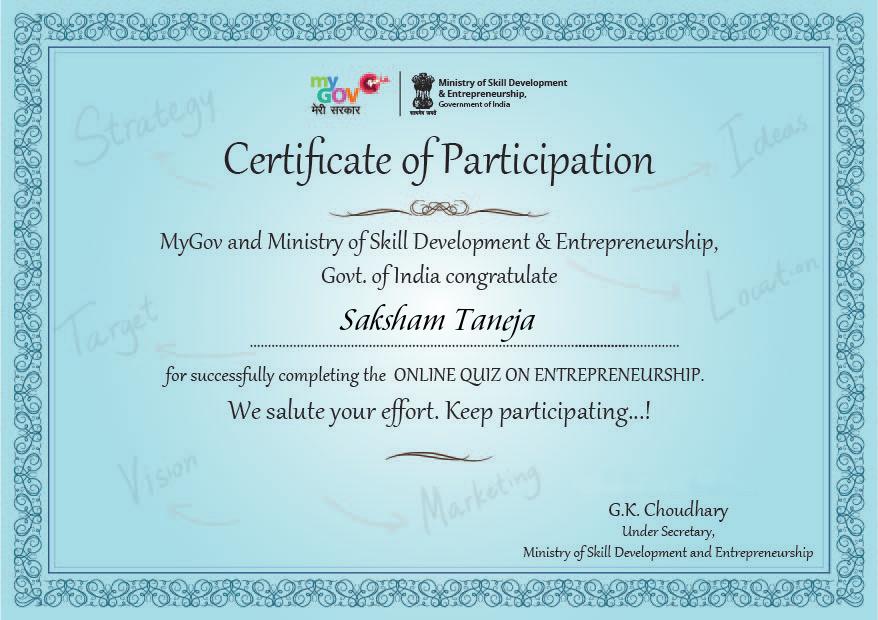 my
GOV
मेरी सरकार
Ministry of Skill Development
& Entrepreneurship,
Government of India
सत्यमेव जयते
Strategy
Ideas
Certificate of Participation
MyGov and Ministry of Skill Development & Entrepreneurship,
Govt. of India congratulate
Location
Target
Saksham Taneja
for successfully completing the ONLINE QUIZ ON ENTREPRENEURSHIP.
We salute your effort. Keep participating...!
Vision
Marketing
G.K. Choudhary
Under Secretary,
Ministry of Skill Development and Entrepreneurship